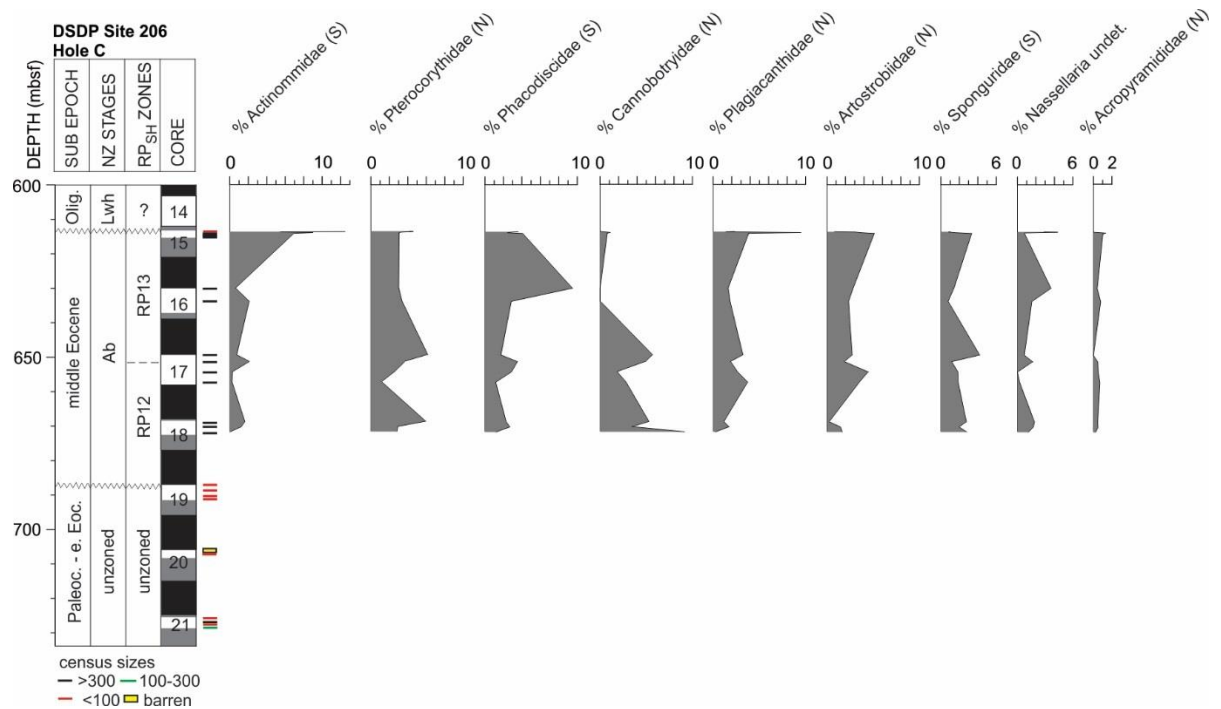 DSDP Site 206
Hole C
DEPTH (mbsf)
SUB EPOCH
NZ STAGES
RPSH ZONES
CORE
% Actinommidae (S)
% Pterocorythidae (N)
% Phacodiscidae (S)
% Cannobotryidae (N)
% Plagiacanthidae (N)
% Artostrobiidae (N)
% Sponguridae (S)
% Nassellaria undet.
% Acropyramididae (N)
0 10 0 10 0 10 0 10 0 10 0 10 0 6 0 6 0 2
600
Olig.
Lwh
?
14
15
middle Eocene
Ab
RP13
16
650
17
RP12
18
Paleoc. - e. Eoc.
unzoned
unzoned
19
700
20
21
census sizes
>300 100-300
<100 barren